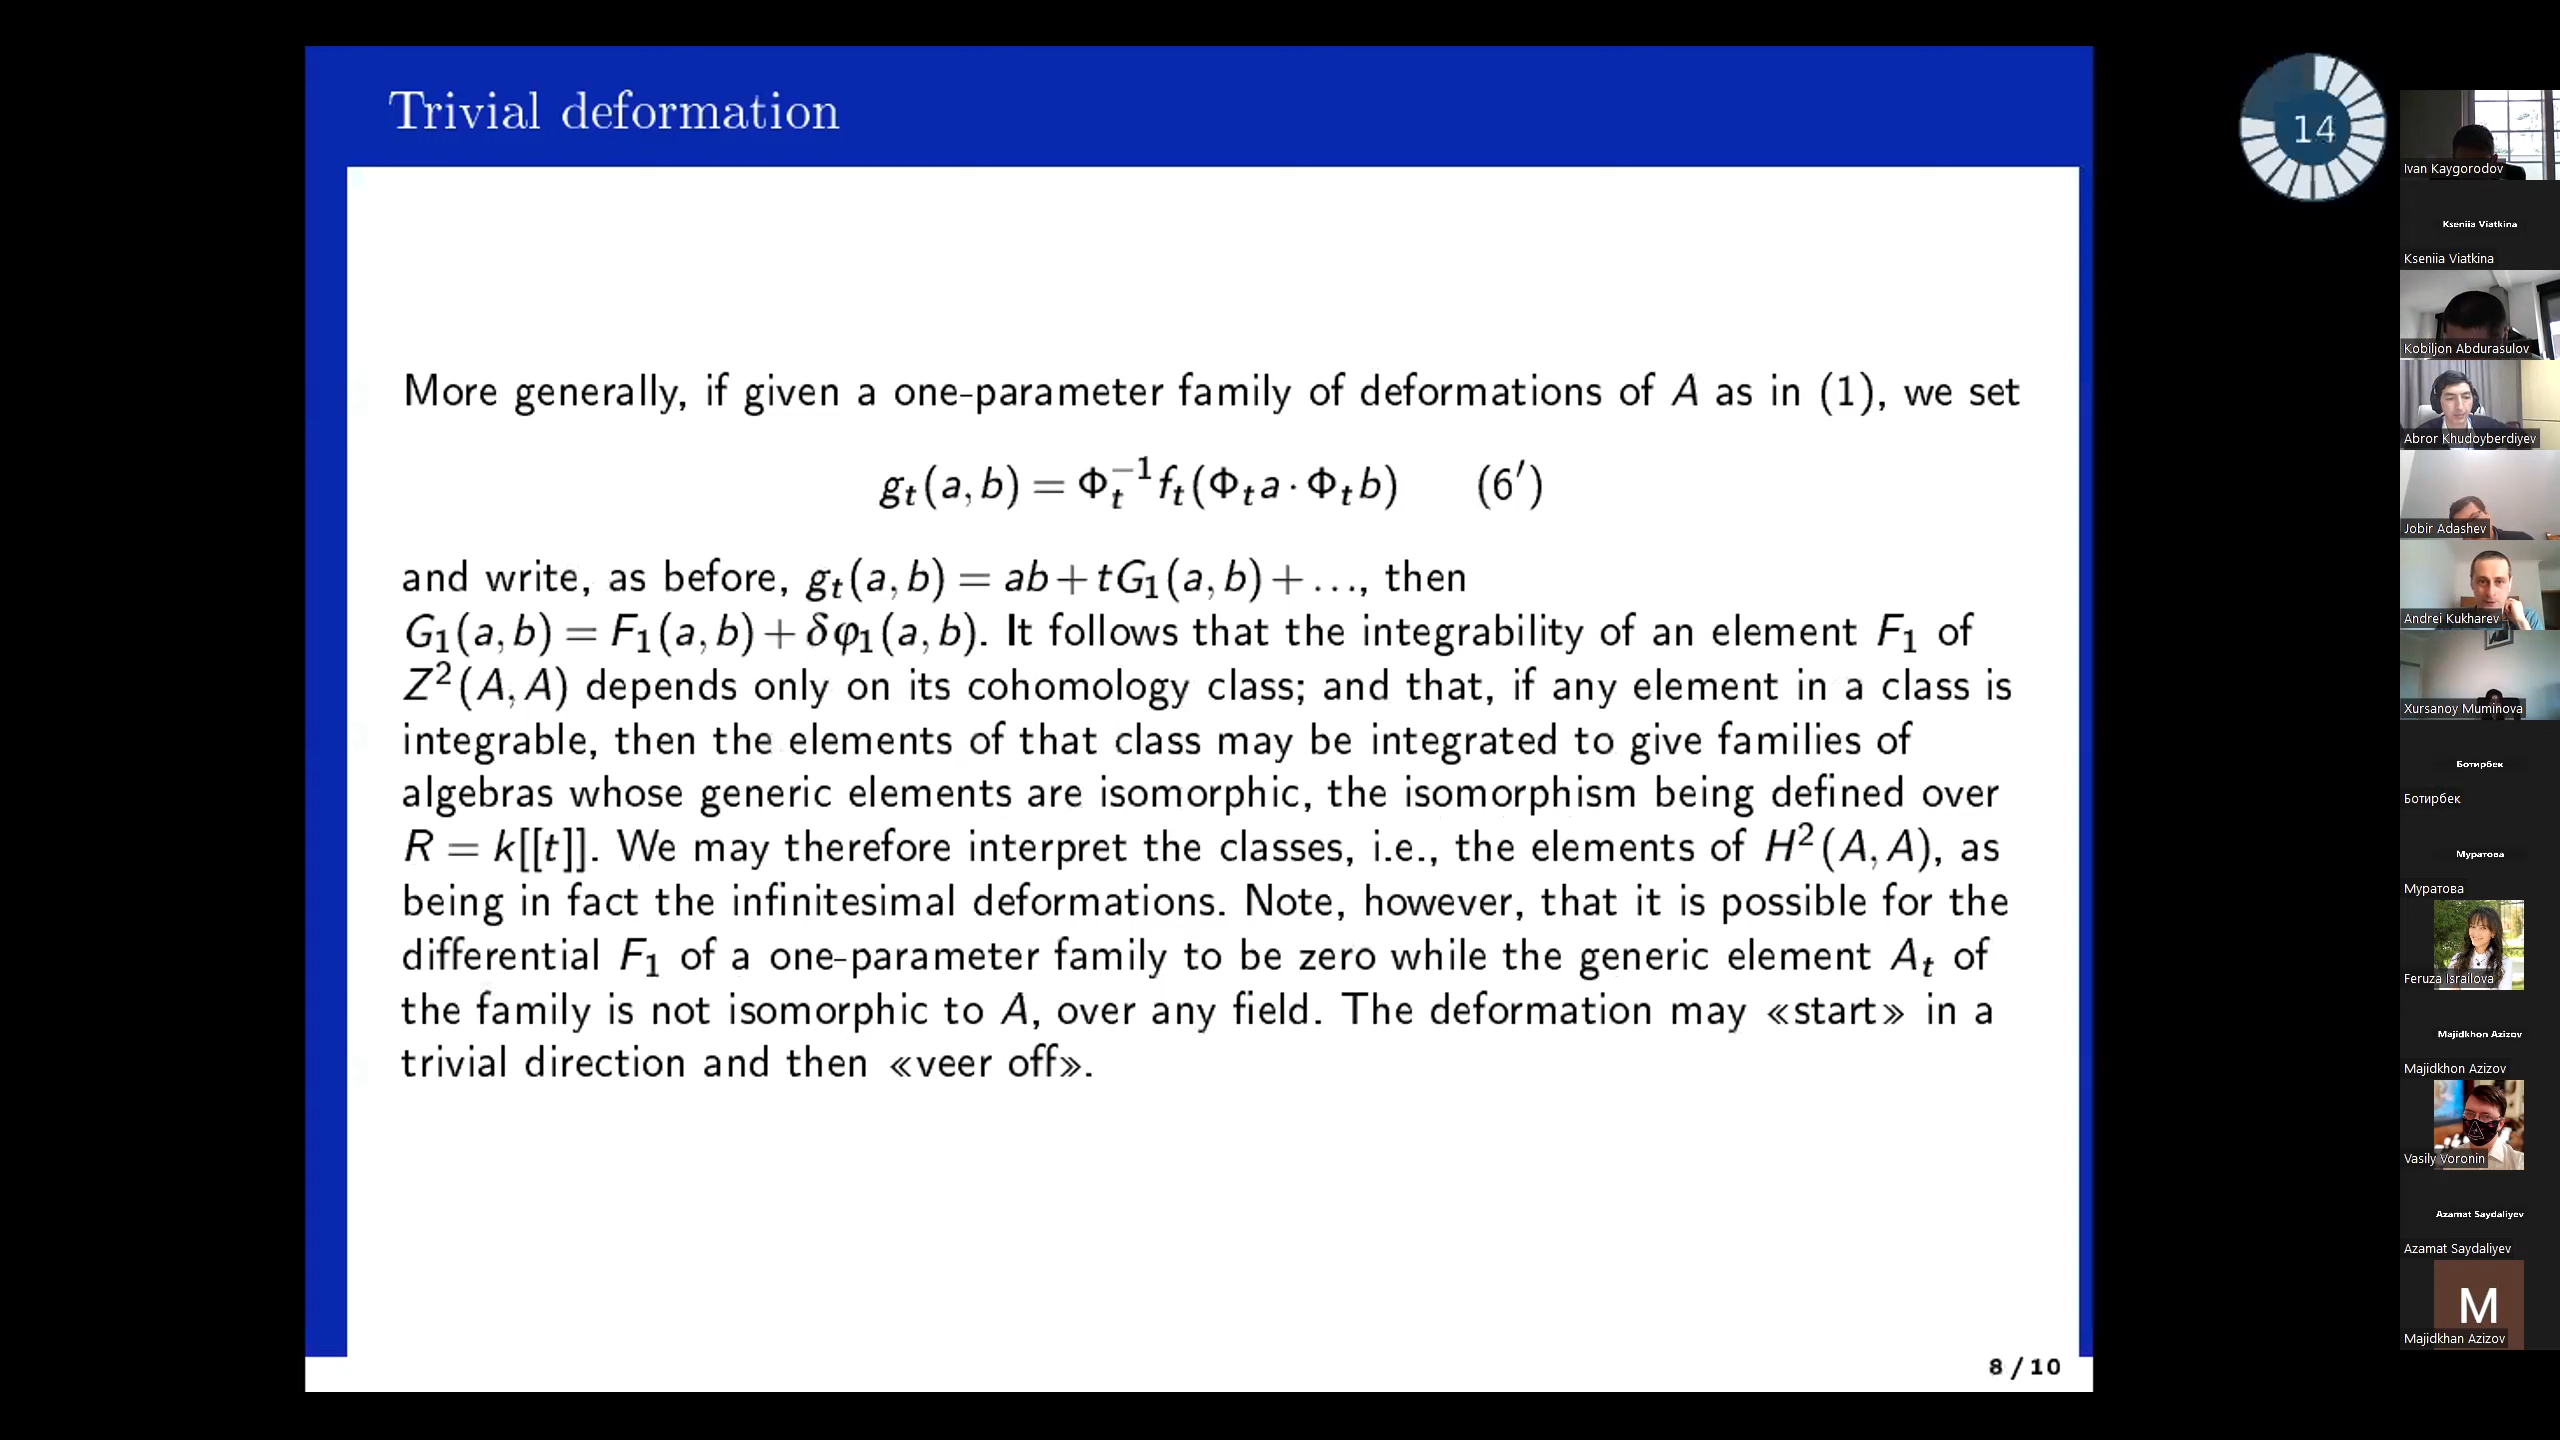 Trivial deformation
More generally, if given a one-parameter family of deformations of A as in (1), we set
g_t(a, b) = Φ_t^{-1} f_t(Φ_t a · Φ_t b) (6′)
and write, as before, g_t(a, b) = ab + tG_1(a, b) + ..., then
G_1(a, b) = F_1(a, b) + δφ_1(a, b). It follows that the integrability of an element F_1 of
Z^2(A, A) depends only on its cohomology class; and that, if any element in a class is
integrable, then the elements of that class may be integrated to give families of
algebras whose generic elements are isomorphic, the isomorphism being defined over
R = k[[t]]. We may therefore interpret the classes, i.e., the elements of H^2(A, A), as
being in fact the infinitesimal deformations. Note, however, that it is possible for the
differential F_1 of a one-parameter family to be zero while the generic element A_t of
the family is not isomorphic to A, over any field. The deformation may «start» in a
trivial direction and then «veer off».
8 / 10
14
Ivan Kaygorodov
Kseniia Viatkina
Kseniia Viatkina
Kobiljon Abdurasulov
Abror Khudoyberdiyev
Jobir Adashev
Andrei Kukharev
Xursanoy Muminova
Ботирбек
Ботирбек
Муратова
Муратова
Feruza Israilova
Majidkhon Azizov
Majidkhon Azizov
Vasily Voronin
Azamat Saydaliyev
Azamat Saydaliyev
M
Majidkhan Azizov